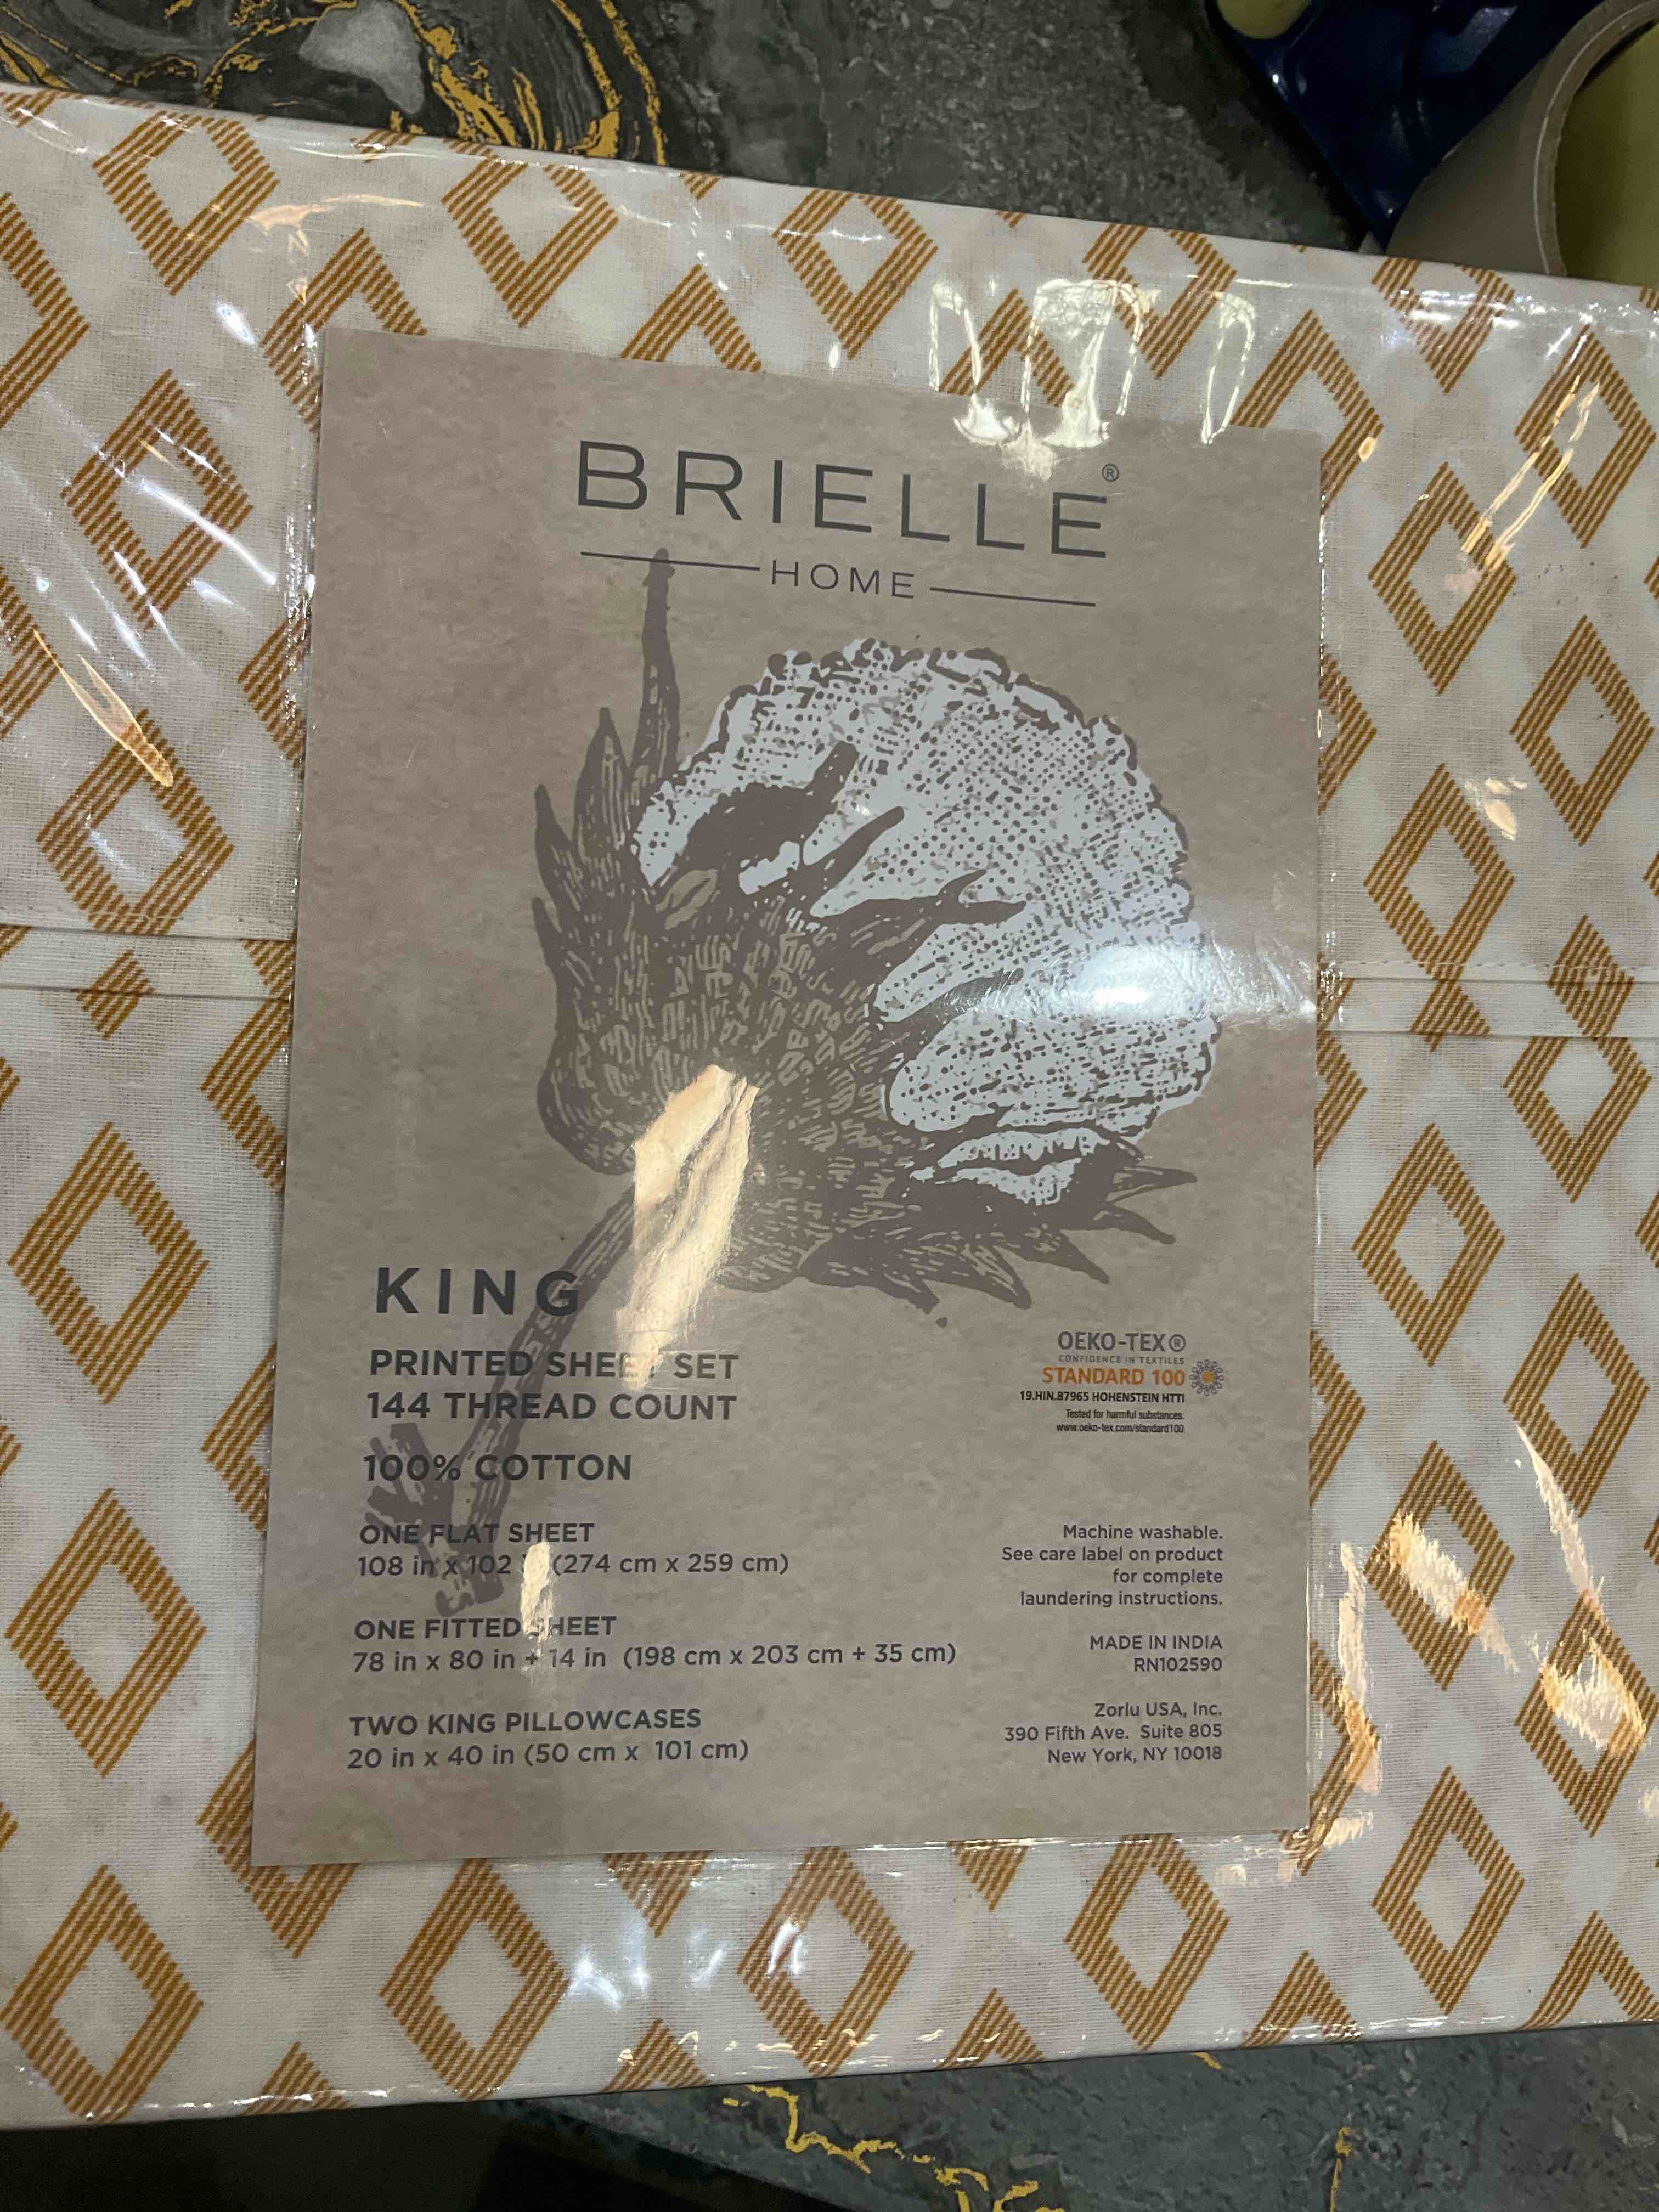 BRIELLE®
HOME
KING
PRINTED SHEET SET
144 THREAD COUNT
100% COTTON
ONE FLAT SHEET
108 in x 102 (274 cm x 259 cm)
ONE FITTED SHEET
78 in x 80 in + 14 in (198 cm x 203 cm + 35 cm)
TWO KING PILLOWCASES
20 in x 40 in (50 cm x 101 cm)
OEKO-TEX®
CONFIDENCE IN TEXTILES
STANDARD 100
19.HIN.87965 HOHENSTEIN HTTI
Tested for harmful substances.
www.oeko-tex.com/standard100
Machine washable.
See care label on product
for complete
laundering instructions.
MADE IN INDIA
RN102590
Zorlu USA, Inc.
390 Fifth Ave. Suite 805
New York, NY 10018